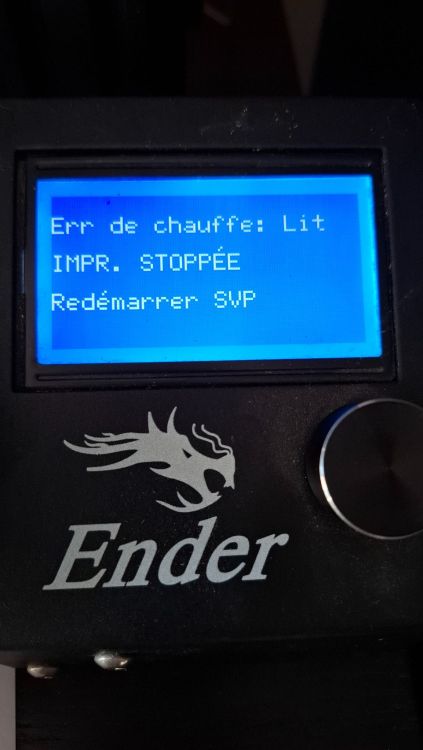 Err de chauffe: Lit
IMPR. STOPPÉE
Redémarrer SVP
Ender